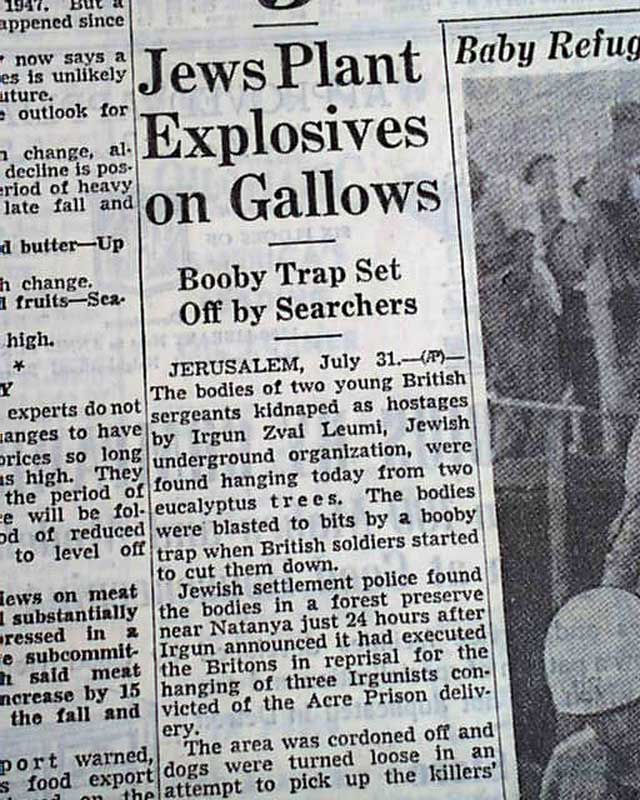 1947. But a
appened since
now says a
es is unlikely
uture.
outlook for
change, al-
decline is pos-
eriod of heavy
late fall and
d butter—Up
h change.
fruits—Sea-
high.
*
Y
experts do not
anges to have
prices so long
as high. They
the period of
e will be fol-
od of reduced
to level off
iews on meat
substantially
pressed in a
e subcommit-
h said meat
ncrease by 15
the fall and
port warned,
s food export
on the
Jews Plant
Explosives
on Gallows
Booby Trap Set
Off by Searchers
JERUSALEM, July 31.—(AP)—
The bodies of two young British
sergeants kidnaped as hostages
by Irgun Zvai Leumi, Jewish
underground organization, were
found hanging today from two
eucalyptus trees. The bodies
were blasted to bits by a booby
trap when British soldiers started
to cut them down.
Jewish settlement police found
the bodies in a forest preserve
near Natanya just 24 hours after
Irgun announced it had executed
the Britons in reprisal for the
hanging of three Irgunists con-
victed of the Acre Prison deliv-
ery.
The area was cordoned off and
dogs were turned loose in an
attempt to pick up the killers'
Baby Refug